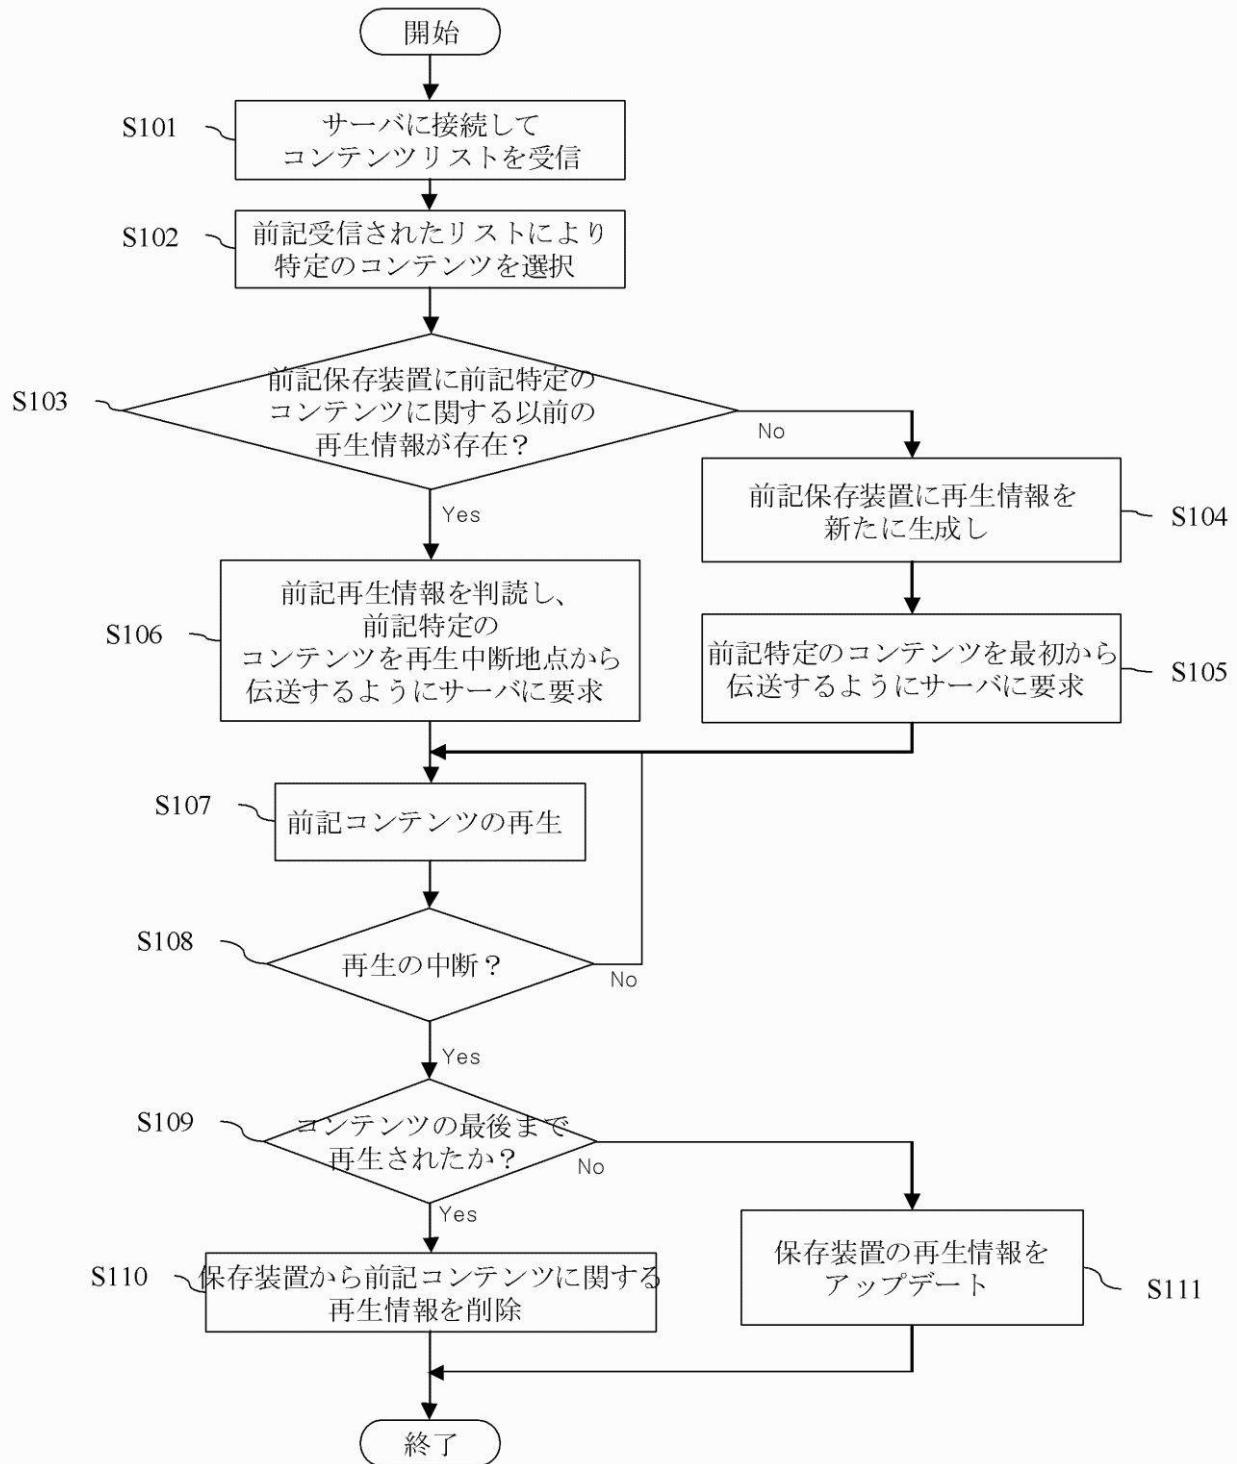 開始
S101
サーバに接続して
コンテンツリストを受信
S102
前記受信されたリストにより
特定のコンテンツを選択
S103
前記保存装置に前記特定の
コンテンツに関する以前の
再生情報が存在？
No
Yes
前記保存装置に再生情報を
新たに生成し
S104
S106
前記再生情報を判読し、
前記特定の
コンテンツを再生中断地点から
伝送するようにサーバに要求
前記特定のコンテンツを最初から
伝送するようにサーバに要求
S105
S107
前記コンテンツの再生
S108
再生の中断？
No
Yes
S109
コンテンツの最後まで
再生されたか？
No
Yes
S110
保存装置から前記コンテンツに関する
再生情報を削除
保存装置の再生情報を
アップデート
S111
終了